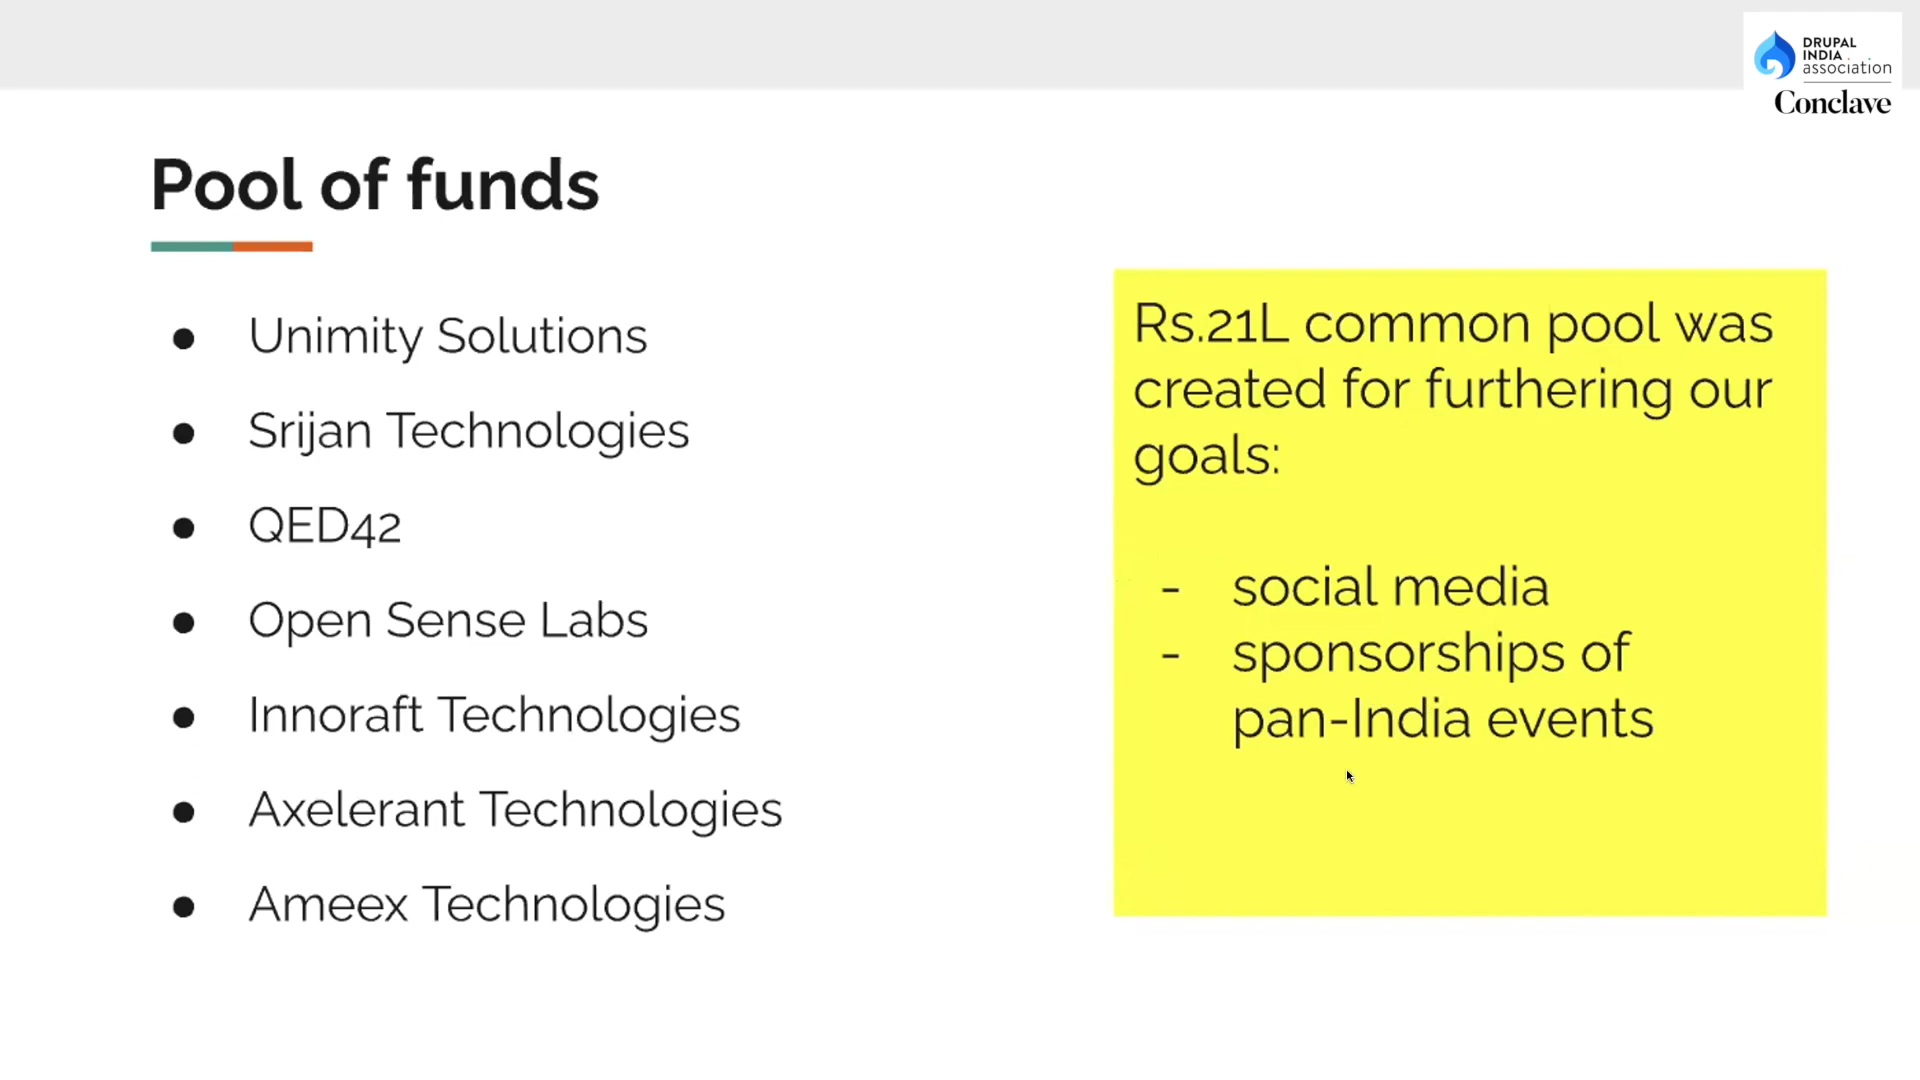 DRUPAL
INDIA
association
Conclave
Pool of funds
● Unimity Solutions
● Srijan Technologies
● QED42
● Open Sense Labs
● Innoraft Technologies
● Axelerant Technologies
● Ameex Technologies
Rs.21L common pool was
created for furthering our
goals:
- social media
- sponsorships of
pan-India events